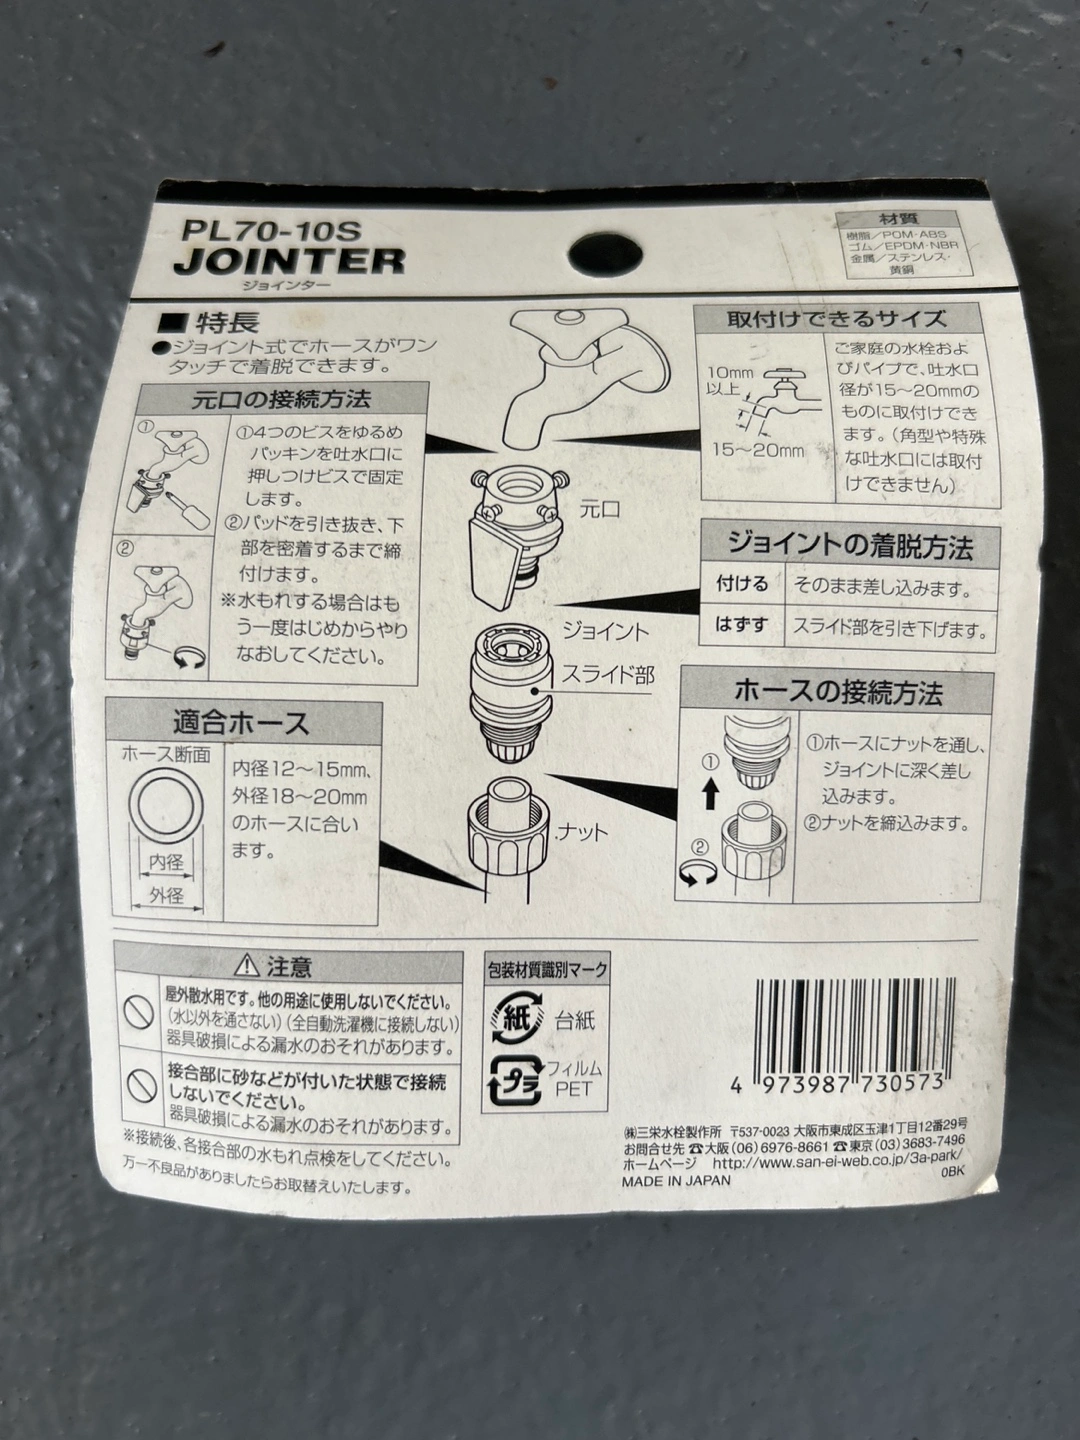 PL70-10S
JOINTER
ジョインター
材質
樹脂/POM・ABS
ゴム/EPDM・NBR
金属/ステンレス・
黄銅
■特長
●ジョイント式でホースがワン
タッチで着脱できます。
元口の接続方法
①
①4つのビスをゆるめ
パッキンを吐水口に
押しつけビスで固定
します。
②
②パッドを引き抜き、下
部を密着するまで締
付けます。
※水もれする場合はも
う一度はじめからやり
なおしてください。
適合ホース
ホース断面
内径
外径
内径12〜15mm、
外径18〜20mm
のホースに合い
ます。
元口
ジョイント
スライド部
ナット
取付けできるサイズ
10mm
以上
15〜20mm
ご家庭の水栓およ
びパイプで、吐水口
径が15〜20mmの
ものに取付けでき
ます。(角型や特殊
な吐水口には取付
けできません)
ジョイントの着脱方法
付ける そのまま差し込みます。
はずす スライド部を引き下げます。
ホースの接続方法
①
②
①ホースにナットを通し、
ジョイントに深く差し
込みます。
②ナットを締込みます。
⚠注意
屋外散水用です。他の用途に使用しないでください。
(水以外を通さない)(全自動洗濯機に接続しない)
器具破損による漏水のおそれがあります。
接合部に砂などが付いた状態で接続
しないでください。
器具破損による漏水のおそれがあります。
※接続後、各接合部の水もれ点検をしてください。
万一不良品がありましたらお取替えいたします。
包装材質識別マーク
紙 台紙
プラ フィルム
PET
4 973987 730573
㈱三栄水栓製作所 〒537-0023 大阪市東成区玉津1丁目12番29号
お問合せ先 ☎大阪(06)6976-8661 ☎東京(03)3683-7496
ホームページ http://www.san-ei-web.co.jp/3a-park/
MADE IN JAPAN
0BK